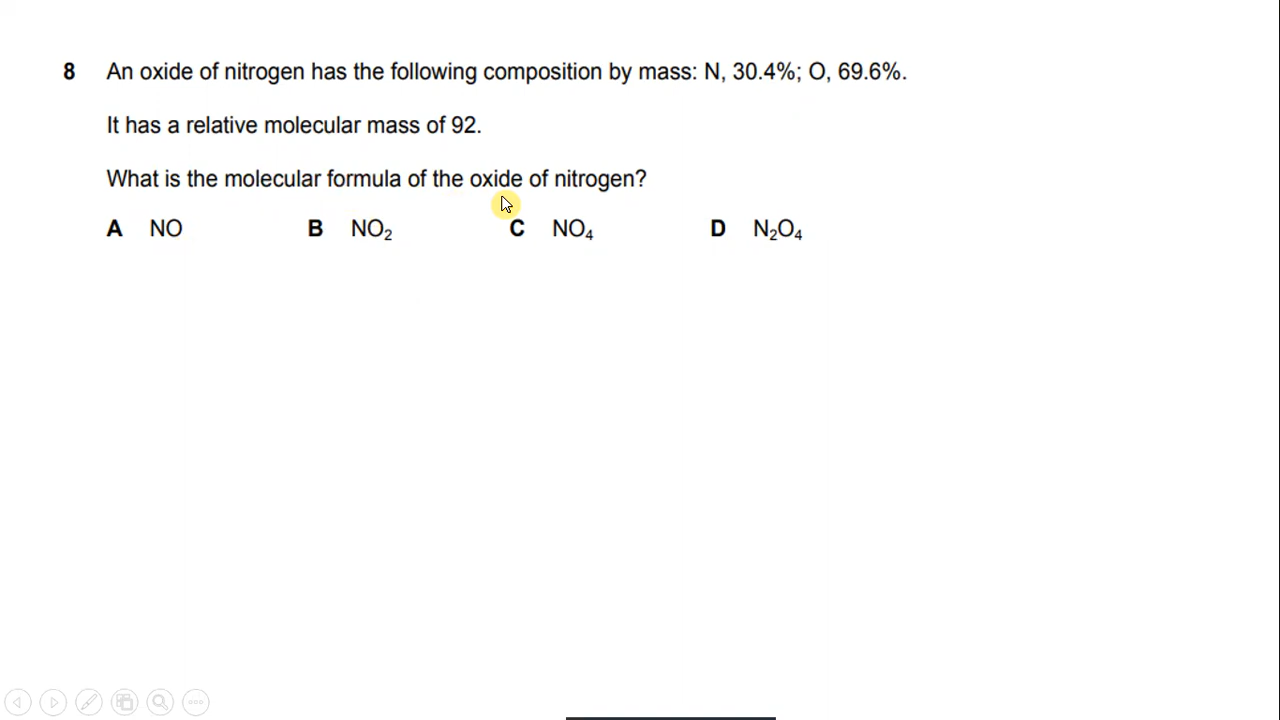 8 An oxide of nitrogen has the following composition by mass: N, 30.4%; O, 69.6%.
It has a relative molecular mass of 92.
What is the molecular formula of the oxide of nitrogen?
A NO B NO₂ C NO₄ D N₂O₄